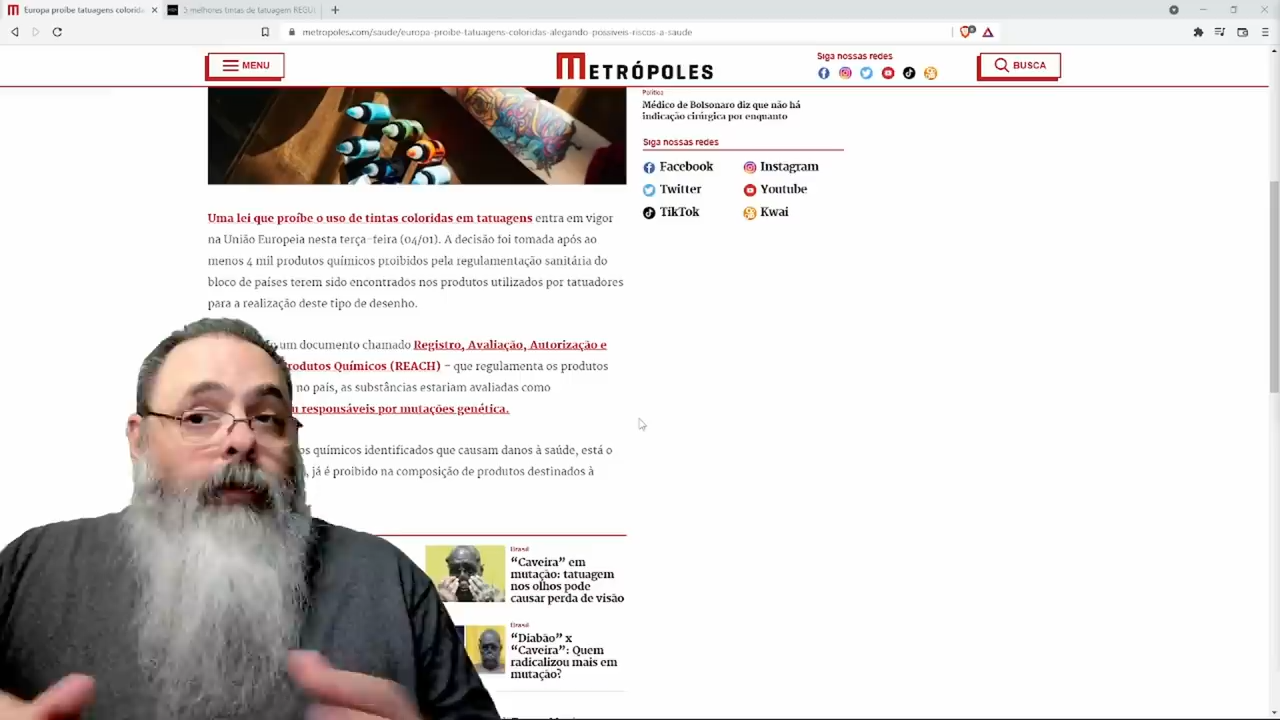 Europa proíbe tatuagens colorida
5 melhores tintas de tatuagem REGU
metropoles.com/saude/europa-proibe-tatuagens-coloridas-alegando-possiveis-riscos-a-saude
MENU
METRÓPOLES
Siga nossas redes
BUSCA
Política
Médico de Bolsonaro diz que não há
indicação cirúrgica por enquanto
Siga nossas redes
Facebook
Instagram
Twitter
Youtube
TikTok
Kwai
Uma lei que proíbe o uso de tintas coloridas em tatuagens entra em vigor
na União Europeia nesta terça-feira (04/01). A decisão foi tomada após ao
menos 4 mil produtos químicos proibidos pela regulamentação sanitária do
bloco de países terem sido encontrados nos produtos utilizados por tatuadores
para a realização deste tipo de desenho.
um documento chamado Registro, Avaliação, Autorização e
rodutos Químicos (REACH) – que regulamenta os produtos
no país, as substâncias estariam avaliadas como
u responsáveis por mutações genética.
os químicos identificados que causam danos à saúde, está o
, já é proibido na composição de produtos destinados à
Brasil
“Caveira” em
mutação: tatuagem
nos olhos pode
causar perda de visão
Brasil
“Diabão” x
“Caveira”: Quem
radicalizou mais em
mutação?